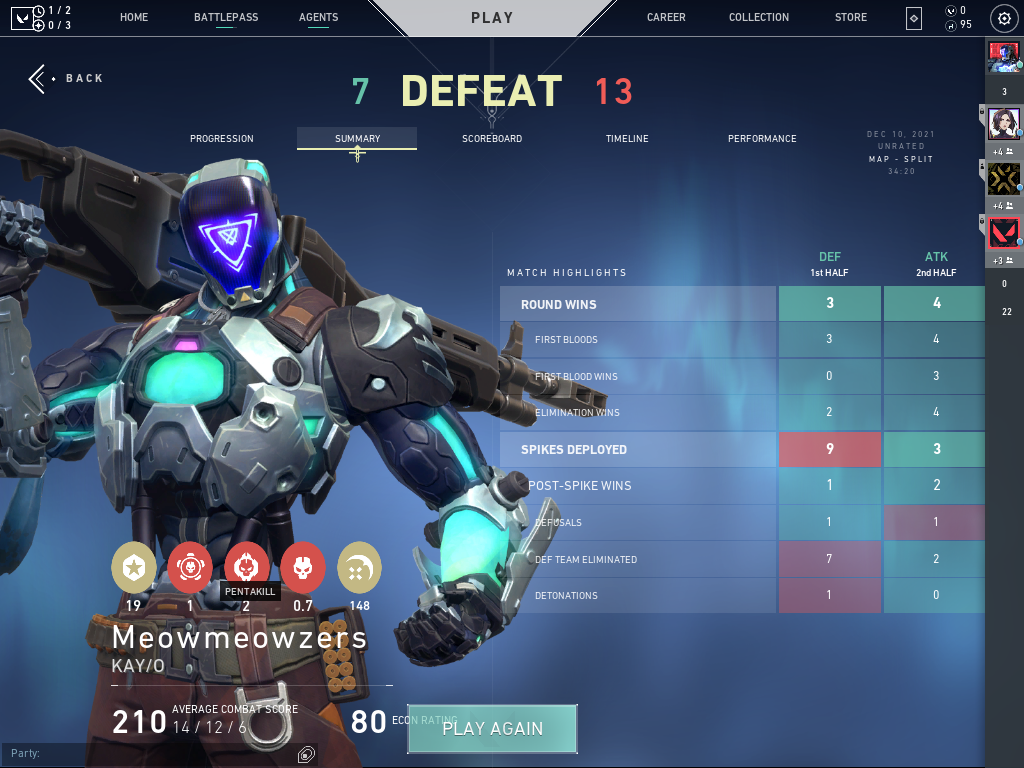 1 / 2
0 / 3
HOME
BATTLEPASS
AGENTS
PLAY
CAREER
COLLECTION
STORE
0
95
BACK
7 DEFEAT 13
PROGRESSION
SUMMARY
SCOREBOARD
TIMELINE
PERFORMANCE
DEC 10, 2021
UNRATED
MAP - SPLIT
34:20
3
+4
+4
+3
0
22
MATCH HIGHLIGHTS
DEF
1st HALF
ATK
2nd HALF
ROUND WINS 3 4
FIRST BLOODS 3 4
FIRST BLOOD WINS 0 3
ELIMINATION WINS 2 4
SPIKES DEPLOYED 9 3
POST-SPIKE WINS 1 2
DEFUSALS 1 1
DEF TEAM ELIMINATED 7 2
DETONATIONS 1 0
PENTAKILL
19 1 2 0.7 148
Meowmeowzers
KAY/O
210 AVERAGE COMBAT SCORE
14 / 12 / 6
80 ECON RATING
PLAY AGAIN
Party: